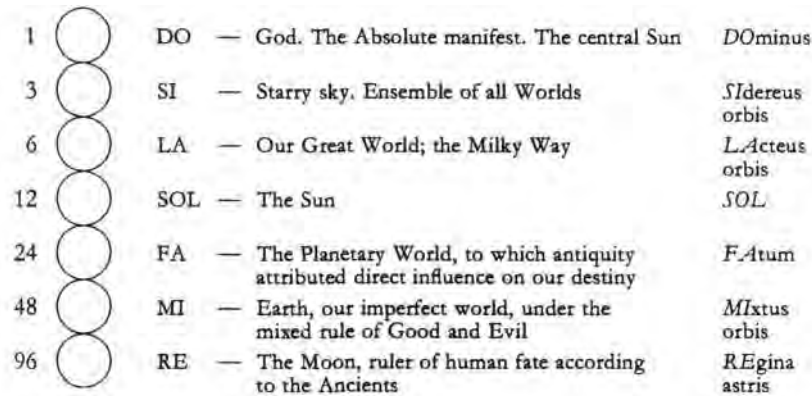 1 DO — God. The Absolute manifest. The central Sun DOminus
3 SI — Starry sky. Ensemble of all Worlds SIdereus
orbis
6 LA — Our Great World; the Milky Way LActeus
orbis
12 SOL — The Sun SOL
24 FA — The Planetary World, to which antiquity FAtum
attributed direct influence on our destiny
48 MI — Earth, our imperfect world, under the MIxtus
mixed rule of Good and Evil orbis
96 RE — The Moon, ruler of human fate according REgina
to the Ancients astris